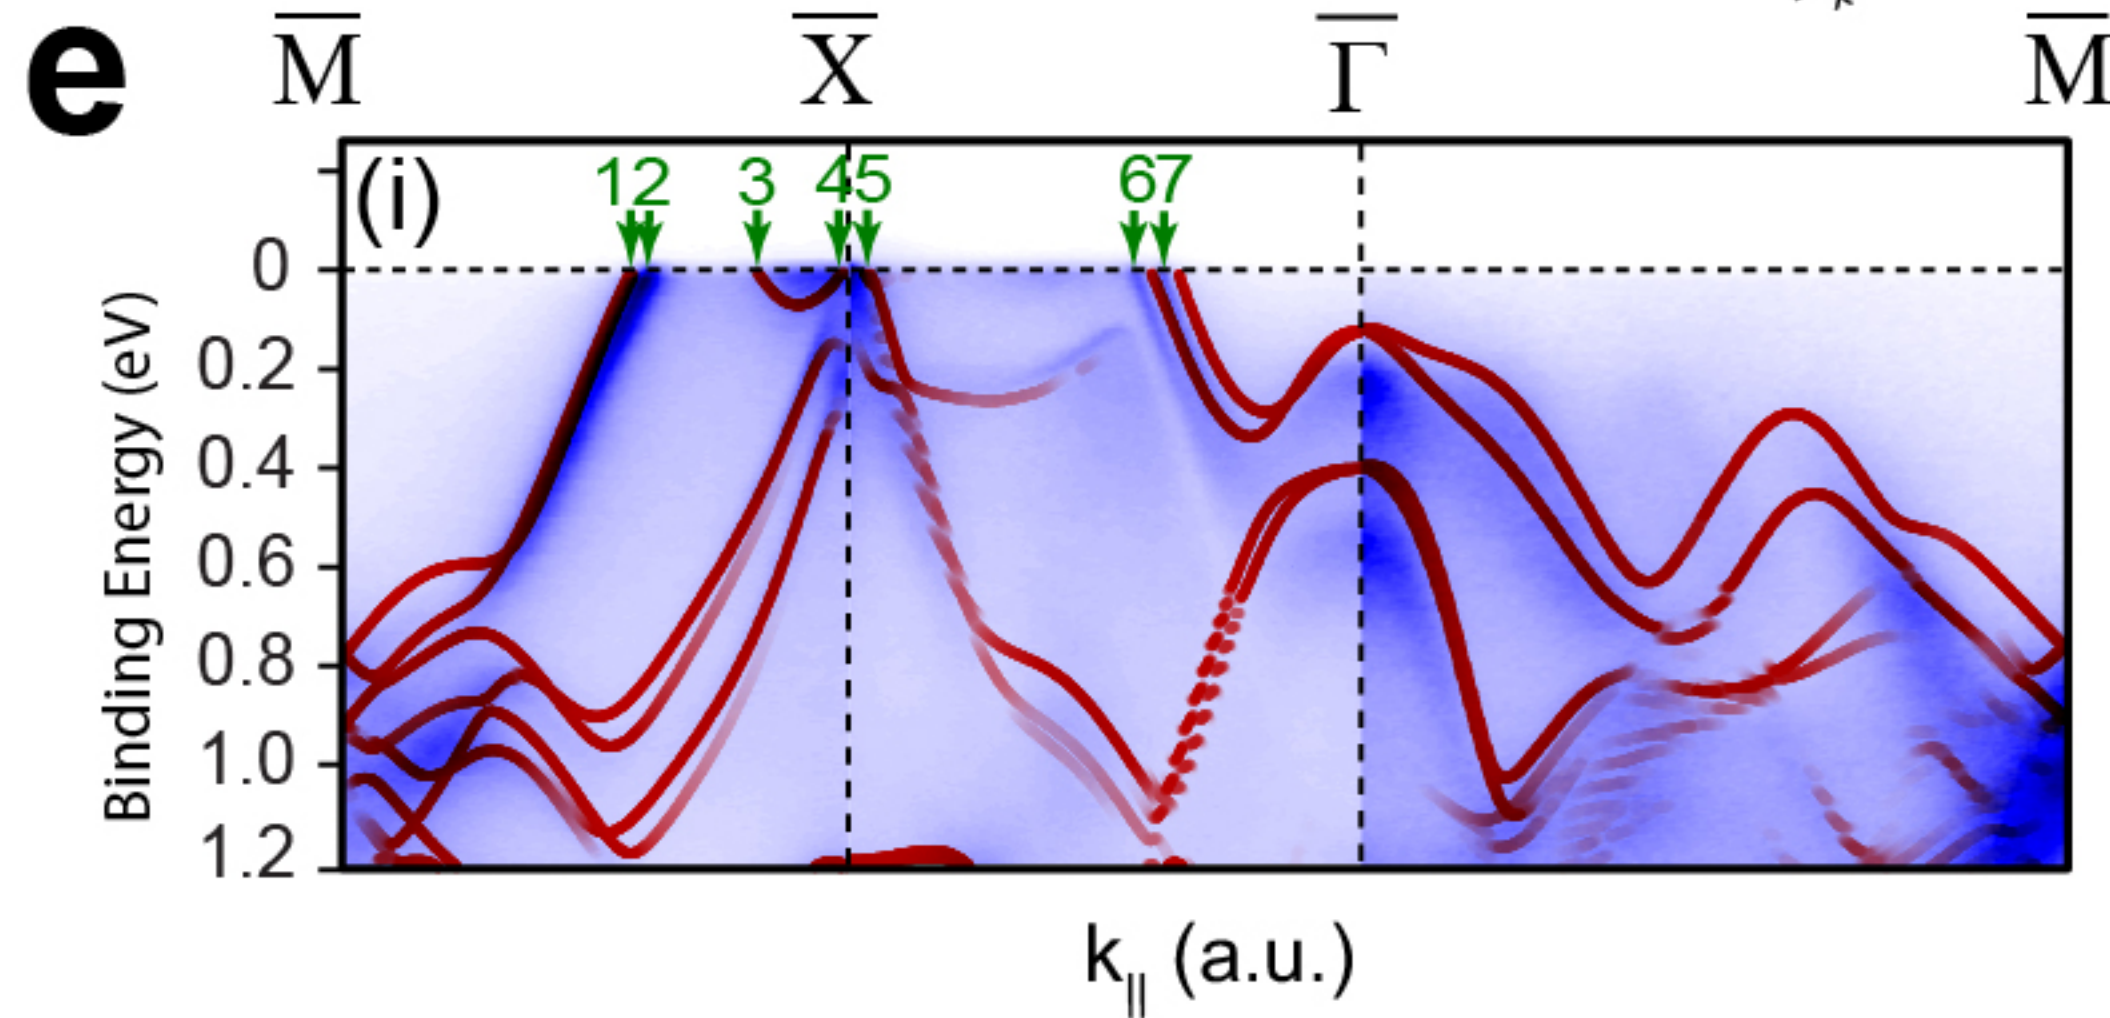 e
M̅ X̅ Γ̅ M̅
(i) 12 3 45 67
0
0.2
0.4
0.6
0.8
1.0
1.2
Binding Energy (eV)
k|| (a.u.)